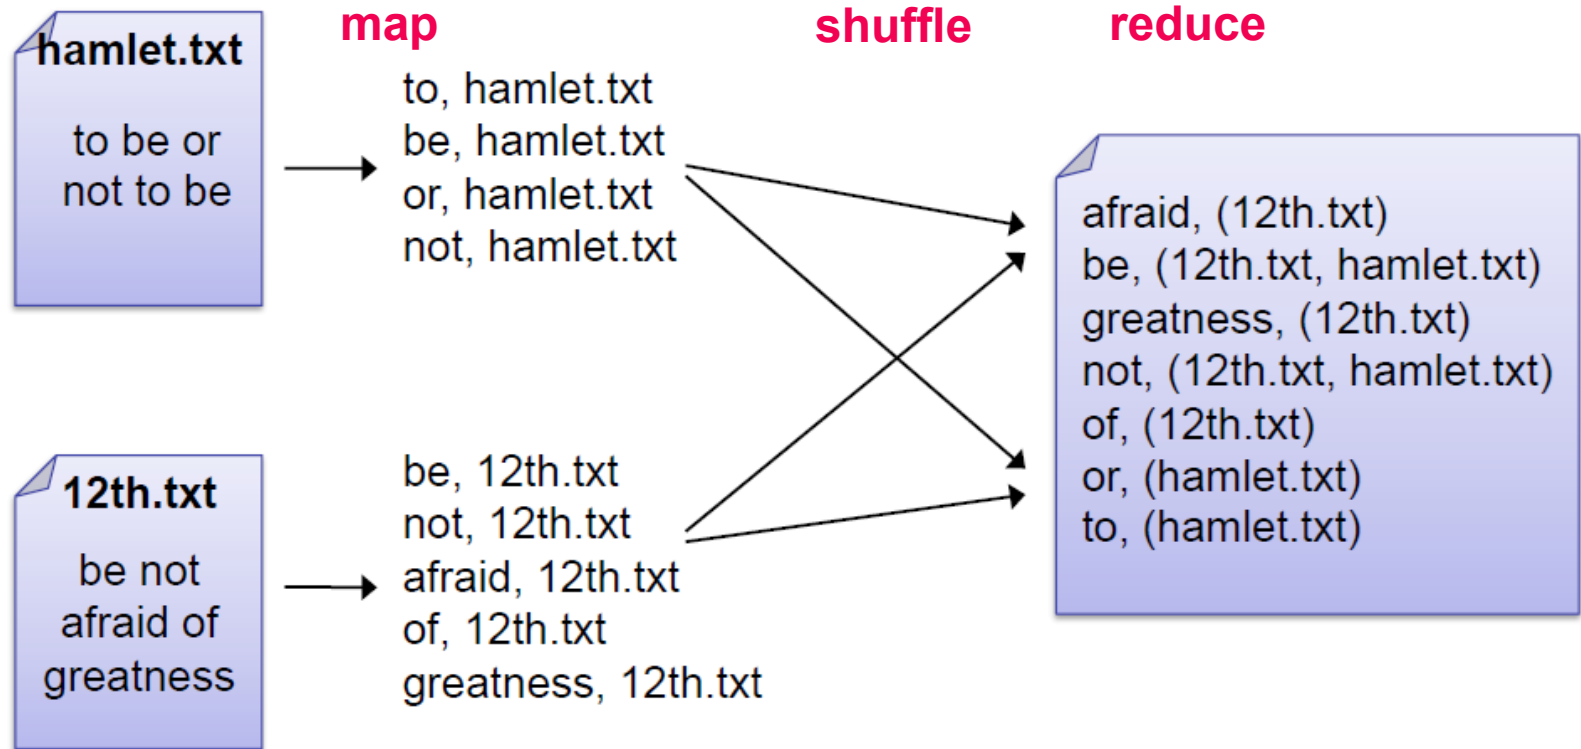 map
shuffle
reduce
hamlet.txt
to be or
not to be
to, hamlet.txt
be, hamlet.txt
or, hamlet.txt
not, hamlet.txt
12th.txt
be not
afraid of
greatness
be, 12th.txt
not, 12th.txt
afraid, 12th.txt
of, 12th.txt
greatness, 12th.txt
afraid, (12th.txt)
be, (12th.txt, hamlet.txt)
greatness, (12th.txt)
not, (12th.txt, hamlet.txt)
of, (12th.txt)
or, (hamlet.txt)
to, (hamlet.txt)